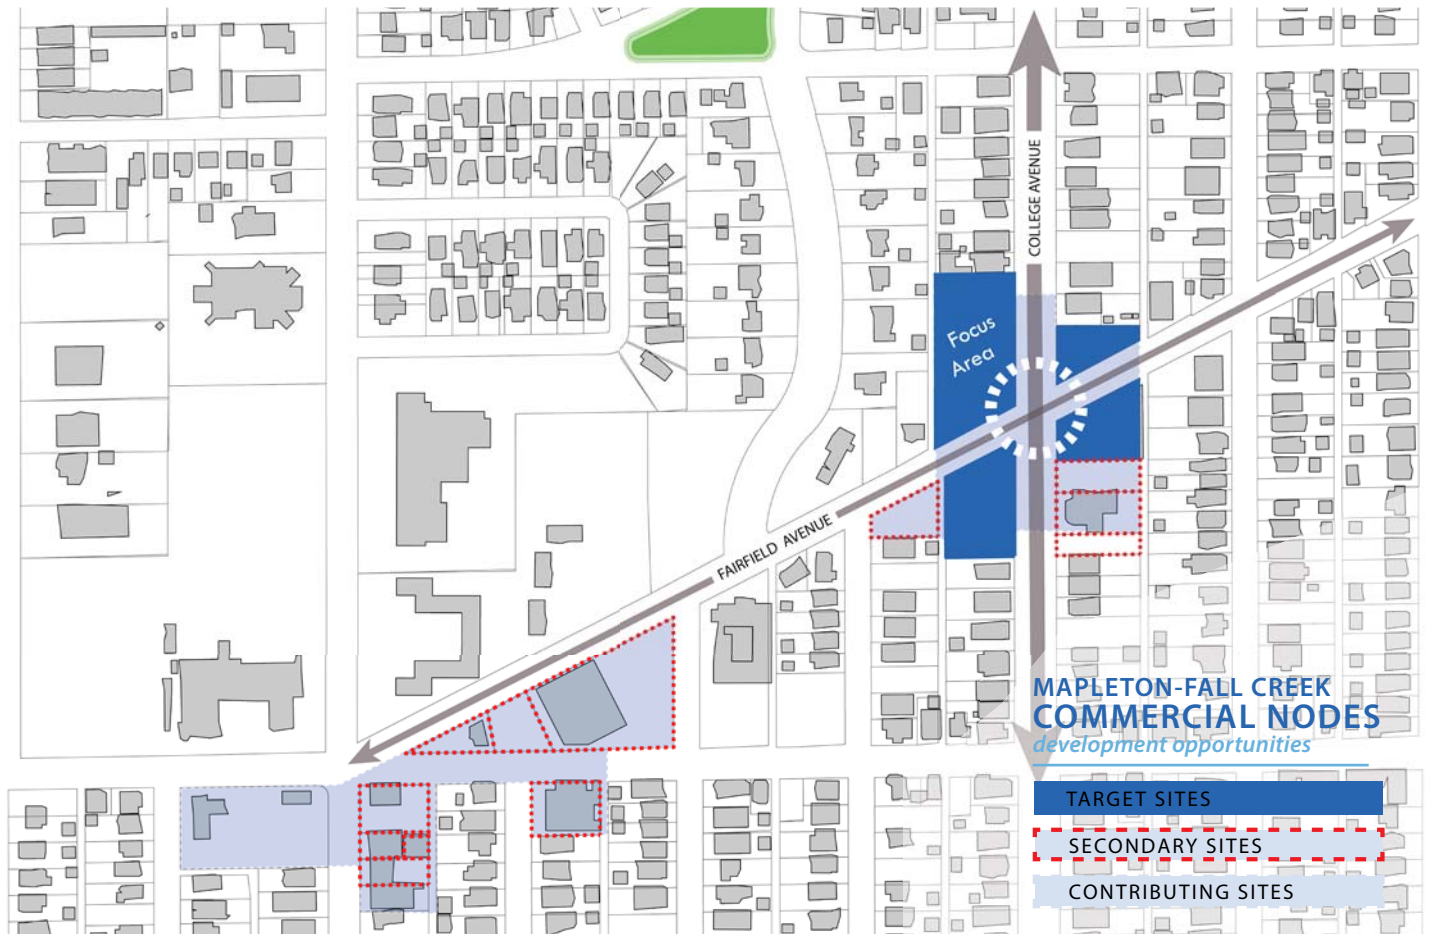 COLLEGE AVENUE
Focus
Area
FAIRFIELD AVENUE
MAPLETON-FALL CREEK
COMMERCIAL NODES
development opportunities
TARGET SITES
SECONDARY SITES
CONTRIBUTING SITES